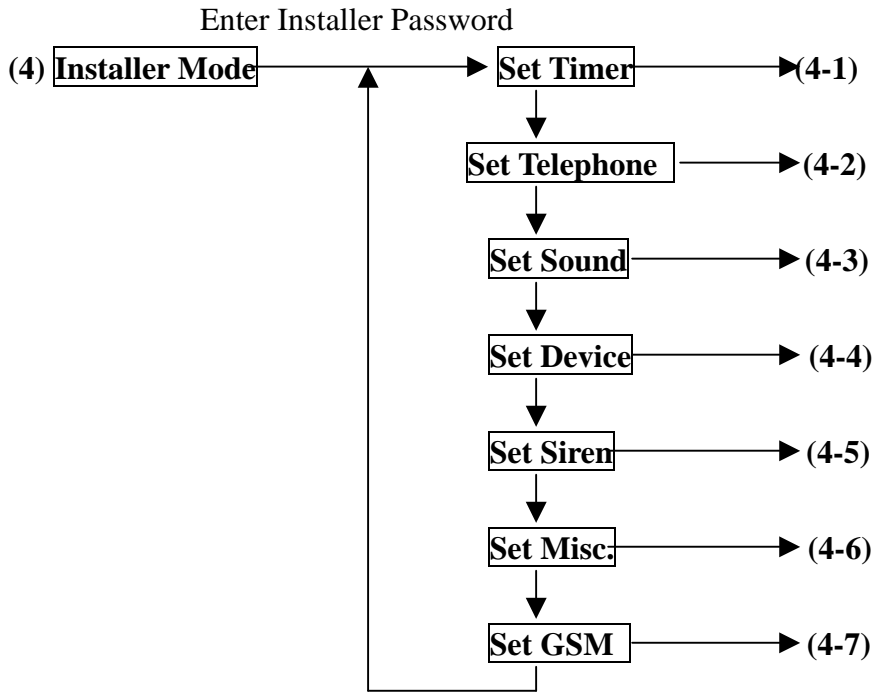 Enter Installer Password
(4) Installer Mode Set Timer (4-1)
Set Telephone (4-2)
Set Sound (4-3)
Set Device (4-4)
Set Siren (4-5)
Set Misc. (4-6)
Set GSM (4-7)